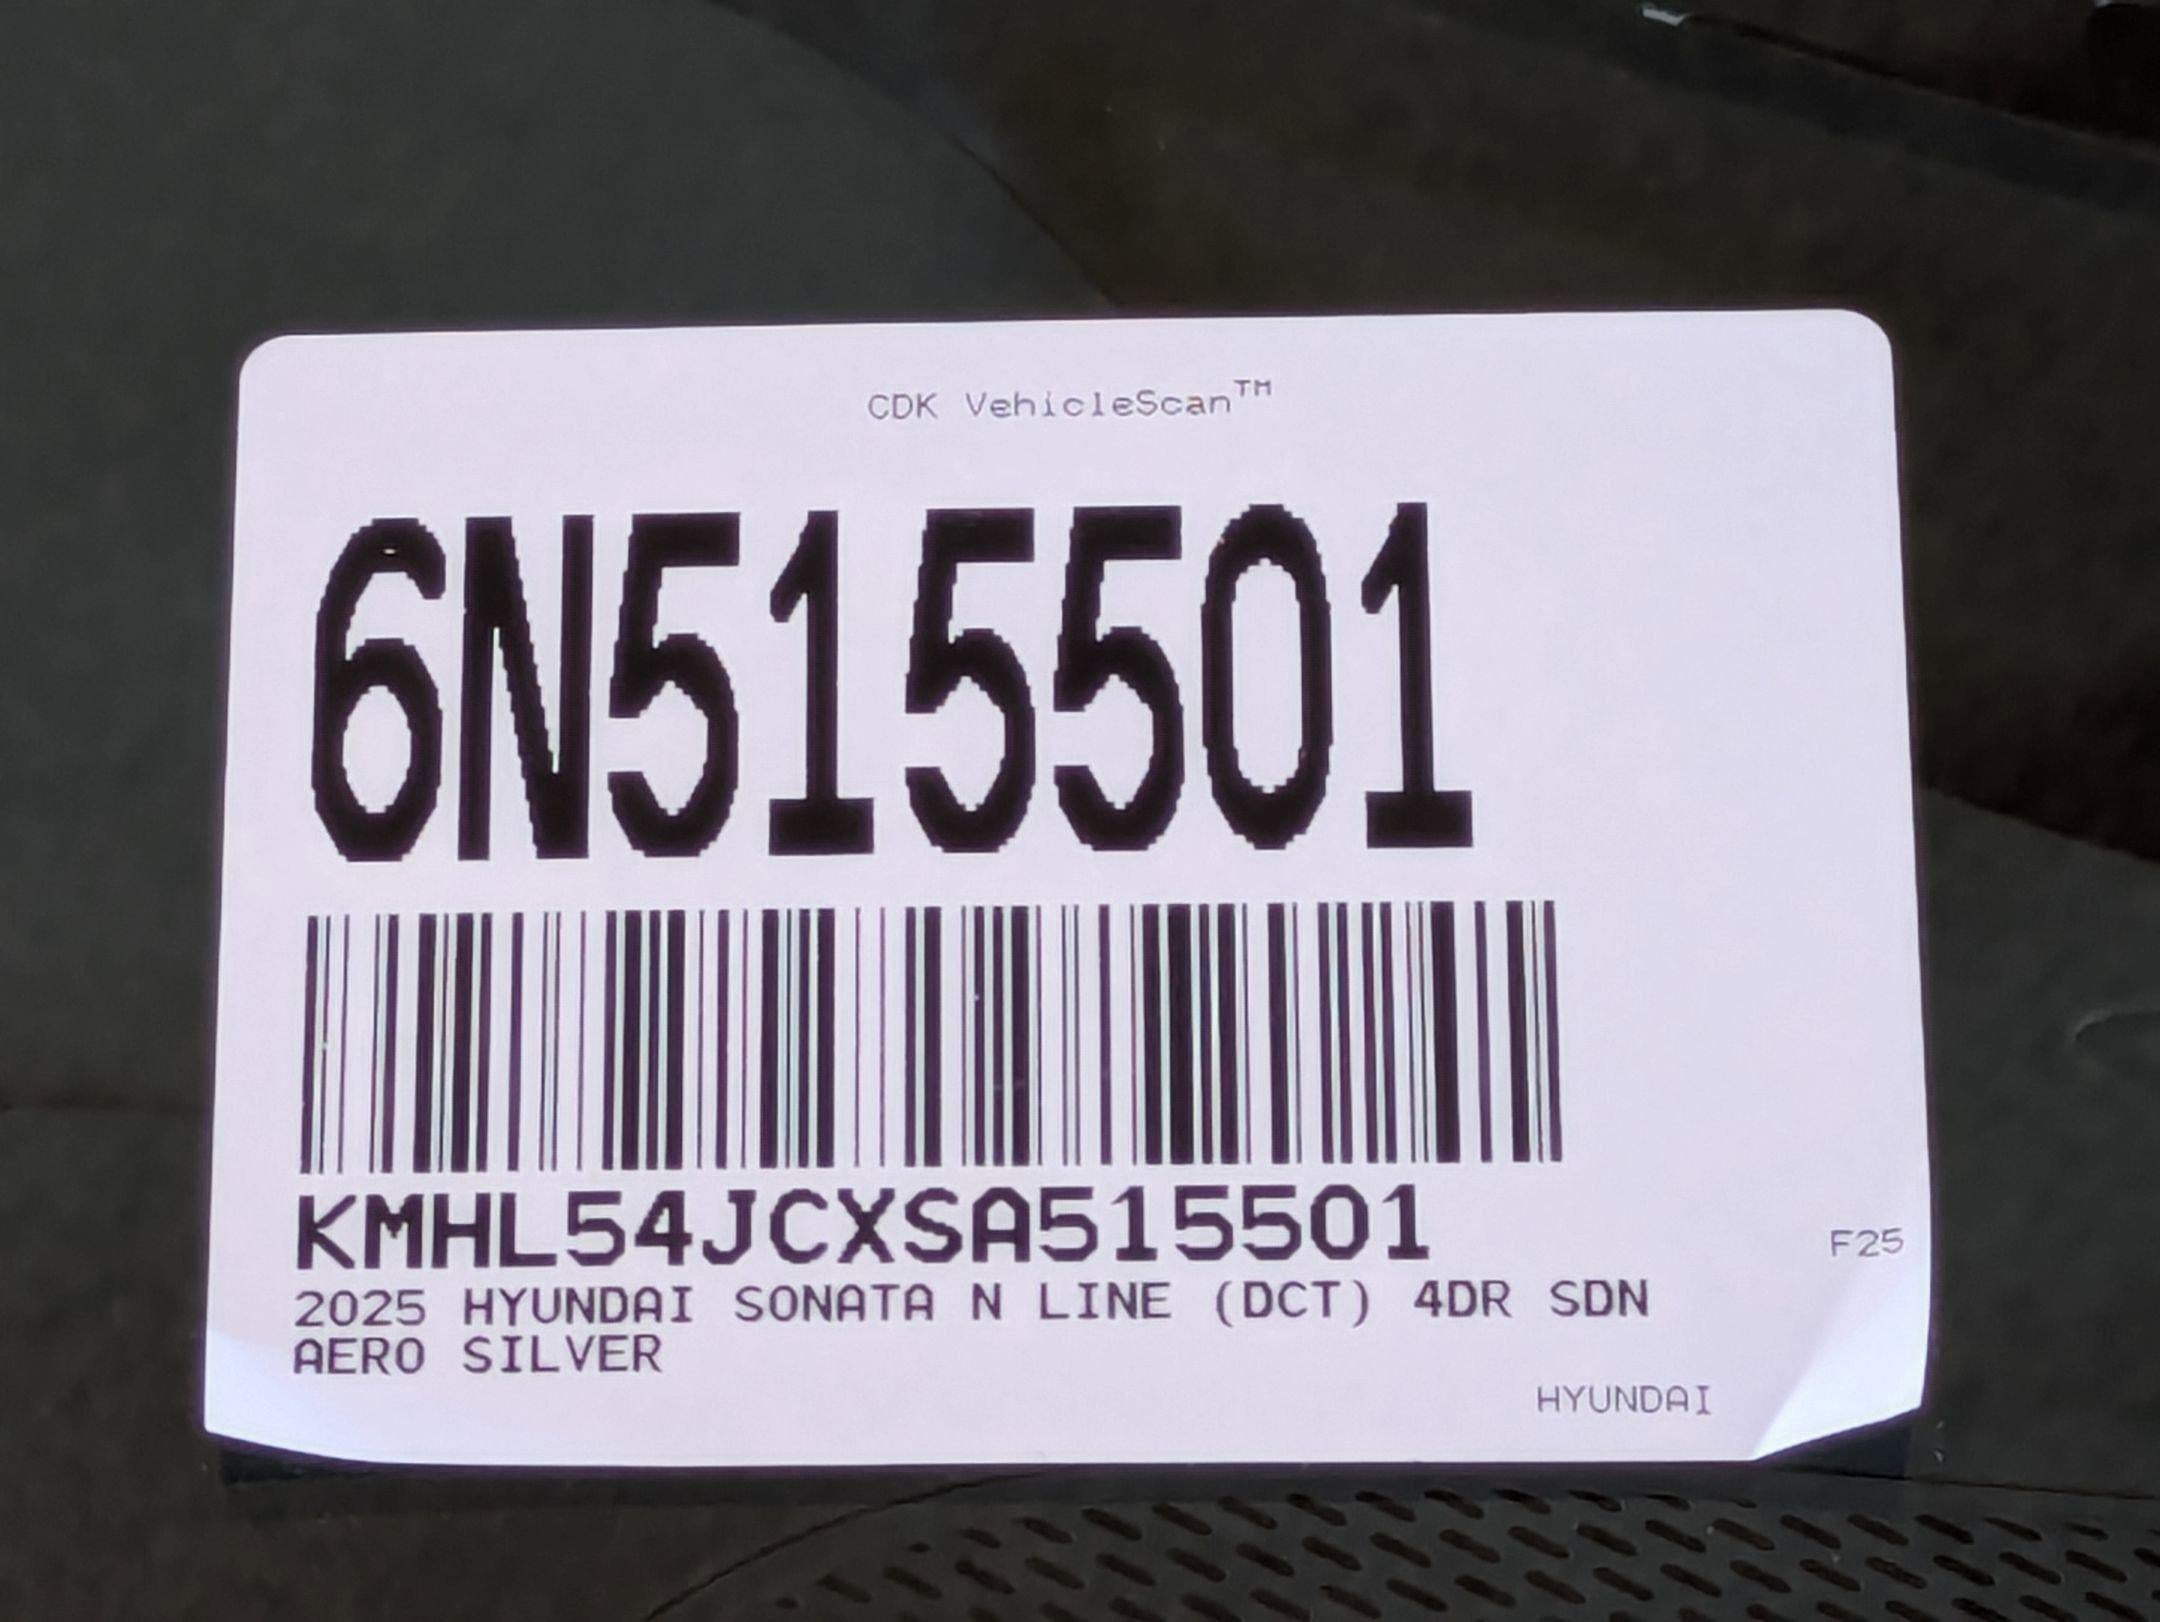 CDK VehicleScan™
6N515501
KMHL54JCXSA515501
F25
2025 HYUNDAI SONATA N LINE (DCT) 4DR SDN
AERO SILVER
HYUNDAI